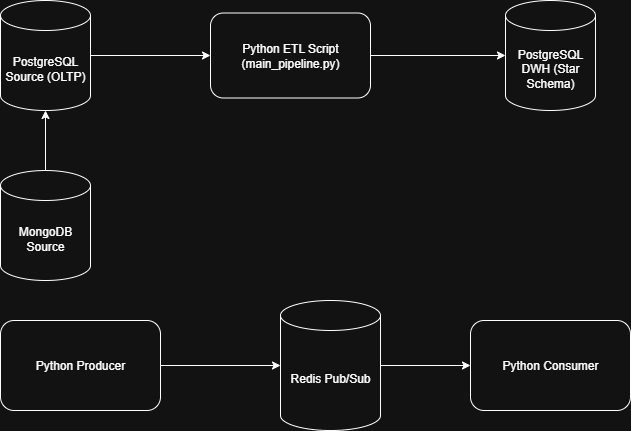 PostgreSQL
Source (OLTP)
Python ETL Script
(main_pipeline.py)
PostgreSQL
DWH (Star
Schema)
MongoDB
Source
Python Producer
Redis Pub/Sub
Python Consumer